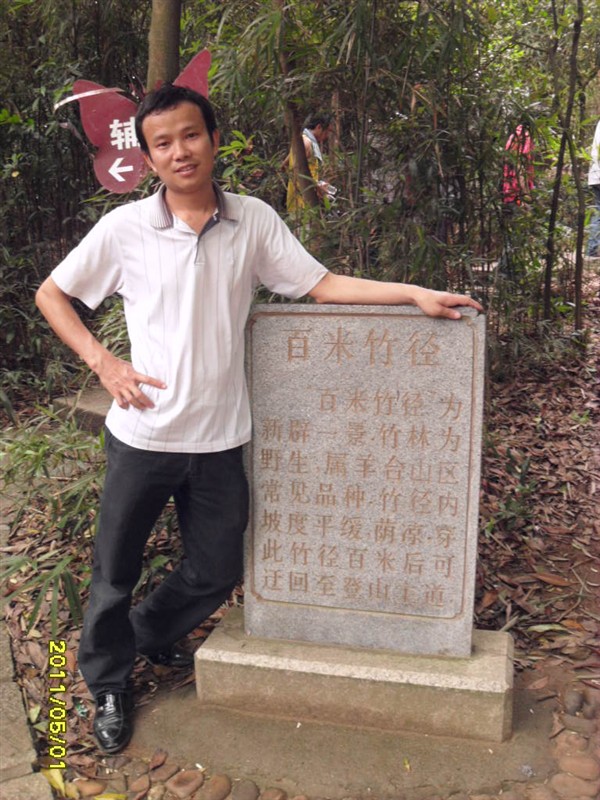 辅
←
百米竹径
百米竹径为
新辟一景.竹林为
野生.属羊台山区
常见品种.竹径内
坡度平缓.荫凉.穿
此竹径百米后可
迂回至登山主道.
2011/05/01